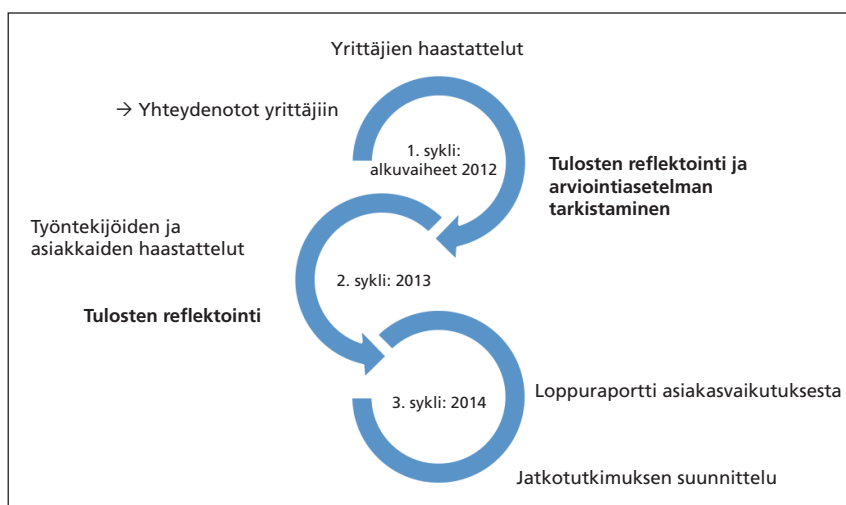 Yrittäjien haastattelut
→ Yhteydenotot yrittäjiin
1. sykli:
alkuvaiheet 2012
Tulosten reflektointi ja
arviointiasetelman
tarkistaminen
Työntekijöiden ja
asiakkaiden haastattelut
2. sykli: 2013
Tulosten reflektointi
3. sykli: 2014
Loppuraportti asiakasvaikutuksesta
Jatkotutkimuksen suunnittelu